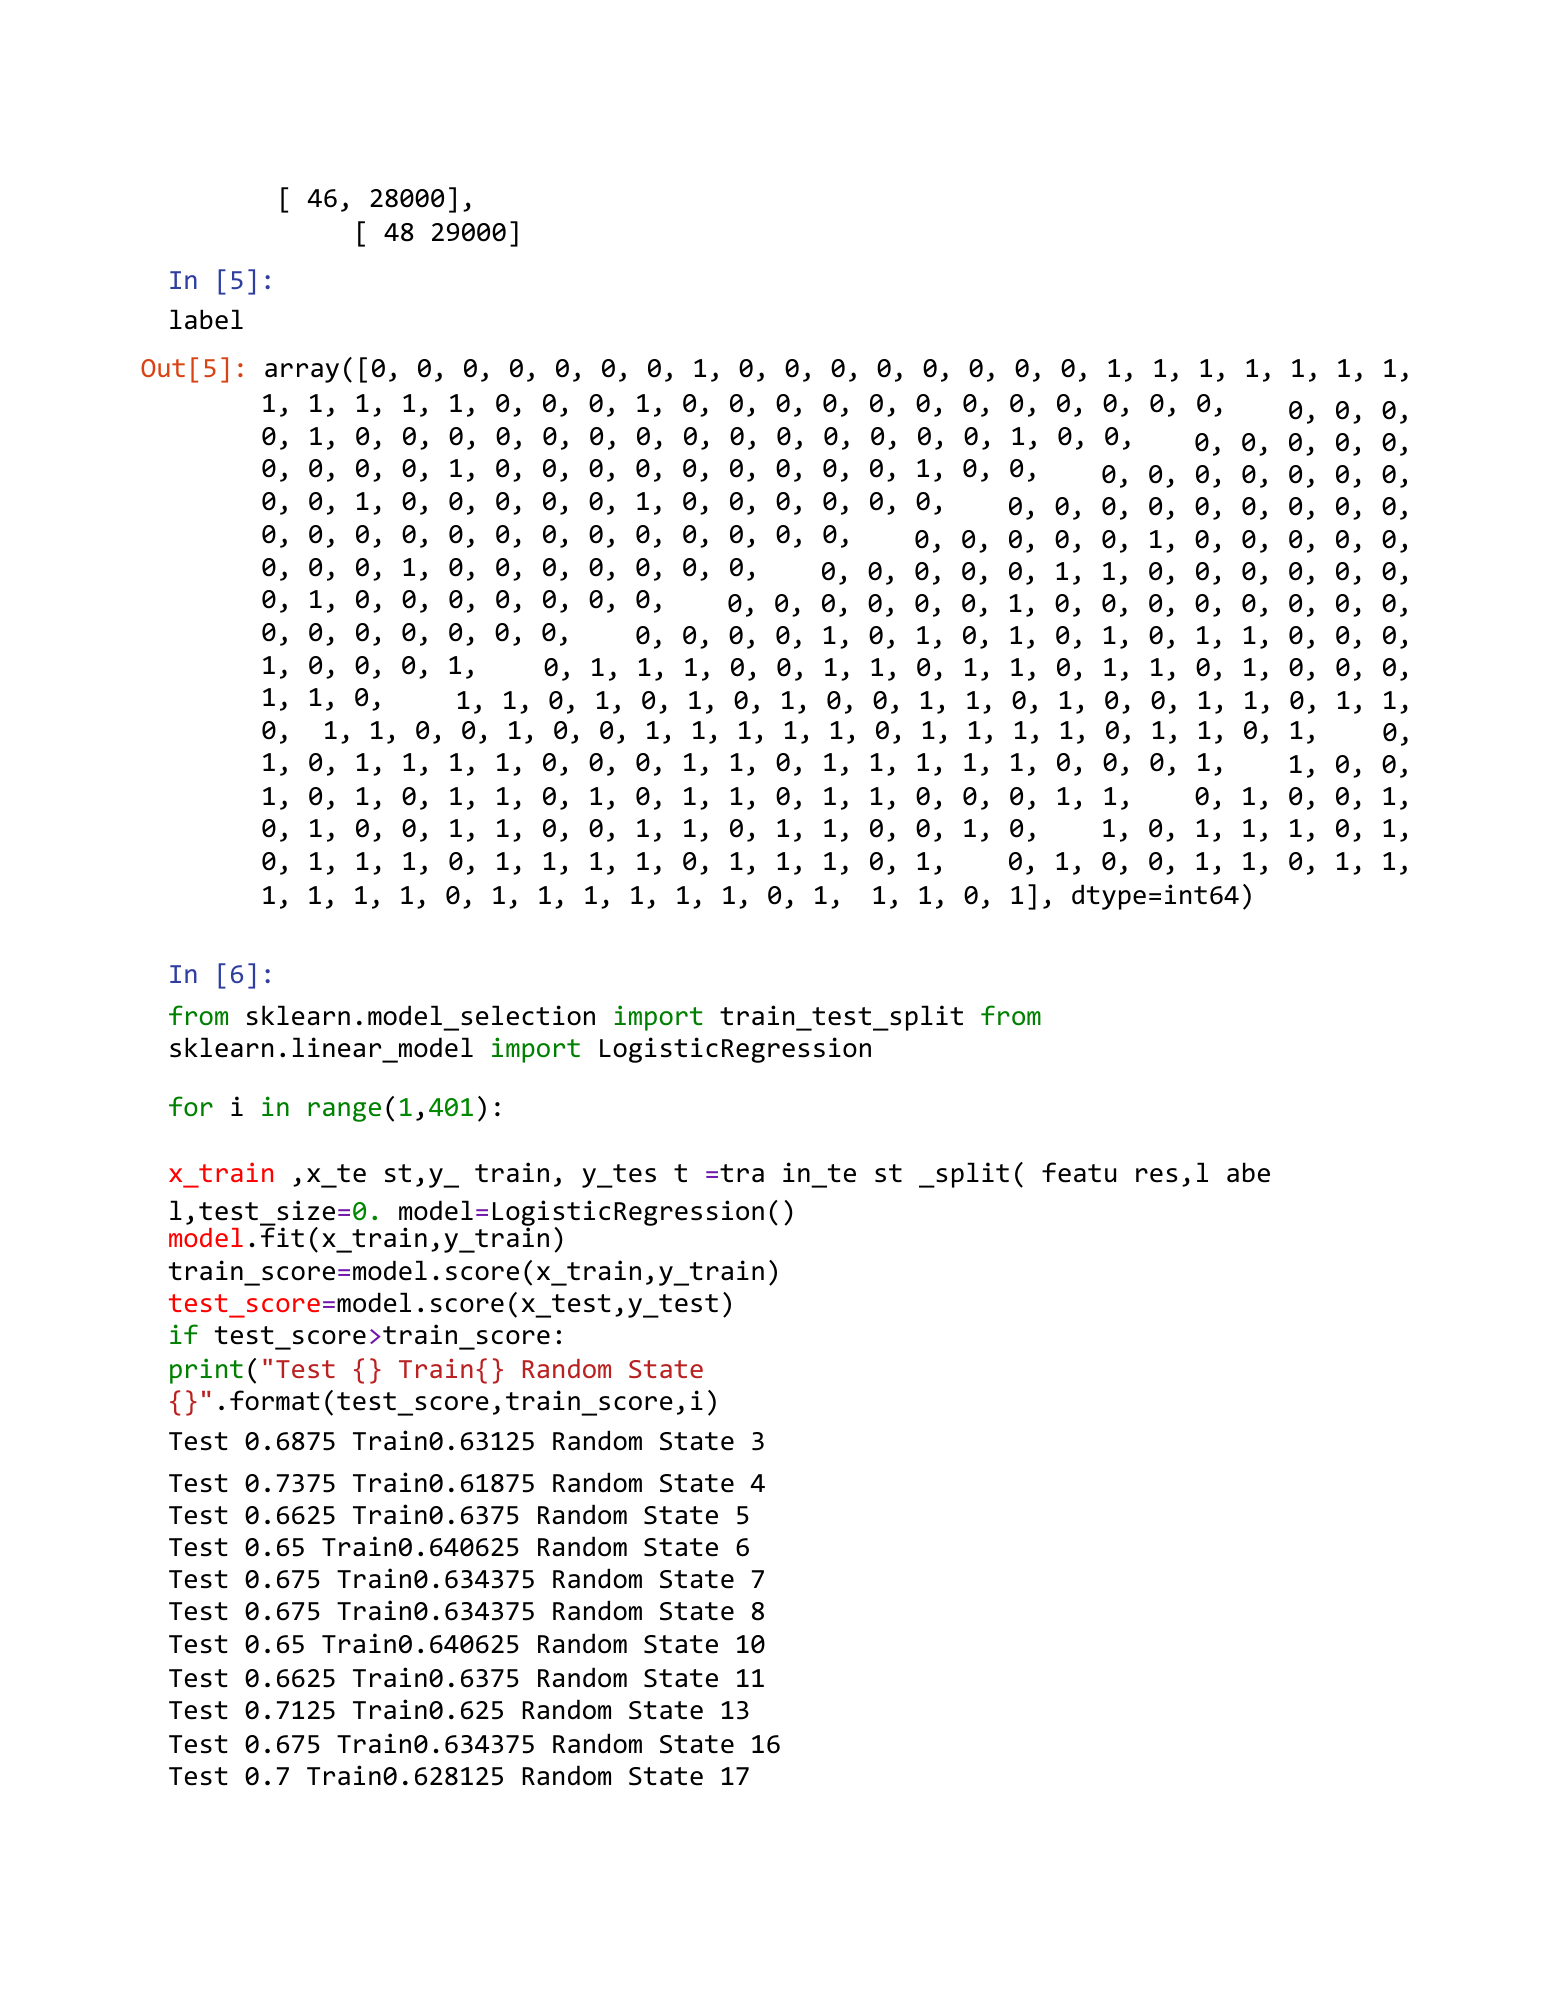 [ 46, 28000],
[ 48 29000]
In [5]:
label
Out[5]: array([0, 0, 0, 0, 0, 0, 0, 1, 0, 0, 0, 0, 0, 0, 0, 0, 1, 1, 1, 1, 1, 1, 1,
1, 1, 1, 1, 1, 0, 0, 0, 1, 0, 0, 0, 0, 0, 0, 0, 0, 0, 0, 0, 0, 0, 0, 0,
0, 1, 0, 0, 0, 0, 0, 0, 0, 0, 0, 0, 0, 0, 0, 0, 1, 0, 0, 0, 0, 0, 0, 0,
0, 0, 0, 0, 1, 0, 0, 0, 0, 0, 0, 0, 0, 0, 1, 0, 0, 0, 0, 0, 0, 0, 0, 0,
0, 0, 1, 0, 0, 0, 0, 0, 1, 0, 0, 0, 0, 0, 0, 0, 0, 0, 0, 0, 0, 0, 0, 0,
0, 0, 0, 0, 0, 0, 0, 0, 0, 0, 0, 0, 0, 0, 0, 0, 0, 0, 1, 0, 0, 0, 0, 0,
0, 0, 0, 1, 0, 0, 0, 0, 0, 0, 0, 0, 0, 0, 0, 0, 1, 1, 0, 0, 0, 0, 0, 0,
0, 1, 0, 0, 0, 0, 0, 0, 0, 0, 0, 0, 0, 0, 0, 1, 0, 0, 0, 0, 0, 0, 0, 0,
0, 0, 0, 0, 0, 0, 0, 0, 0, 0, 0, 1, 0, 1, 0, 1, 0, 1, 0, 1, 1, 0, 0, 0,
1, 0, 0, 0, 1, 0, 1, 1, 1, 0, 0, 1, 1, 0, 1, 1, 0, 1, 1, 0, 1, 0, 0, 0,
1, 1, 0, 1, 1, 0, 1, 0, 1, 0, 1, 0, 0, 1, 1, 0, 1, 0, 0, 1, 1, 0, 1, 1,
0, 1, 1, 0, 0, 1, 0, 0, 1, 1, 1, 1, 1, 0, 1, 1, 1, 1, 0, 1, 1, 0, 1, 0,
1, 0, 1, 1, 1, 1, 0, 0, 0, 1, 1, 0, 1, 1, 1, 1, 1, 0, 0, 0, 1, 1, 0, 0,
1, 0, 1, 0, 1, 1, 0, 1, 0, 1, 1, 0, 1, 1, 0, 0, 0, 1, 1, 0, 1, 0, 0, 1,
0, 1, 0, 0, 1, 1, 0, 0, 1, 1, 0, 1, 1, 0, 0, 1, 0, 1, 0, 1, 1, 1, 0, 1,
0, 1, 1, 1, 0, 1, 1, 1, 1, 0, 1, 1, 1, 0, 1, 0, 1, 0, 0, 1, 1, 0, 1, 1,
1, 1, 1, 1, 0, 1, 1, 1, 1, 1, 1, 0, 1, 1, 1, 0, 1], dtype=int64)
In [6]:
from sklearn.model_selection import train_test_split from
sklearn.linear_model import LogisticRegression
for i in range(1,401):
x_train ,x_te st,y_ train, y_tes t =tra in_te st _split( featu res,l abe
l,test_size=0. model=LogisticRegression()
model.fit(x_train,y_train)
train_score=model.score(x_train,y_train)
test_score=model.score(x_test,y_test)
if test_score>train_score:
print("Test {} Train{} Random State
{}".format(test_score,train_score,i)
Test 0.6875 Train0.63125 Random State 3
Test 0.7375 Train0.61875 Random State 4
Test 0.6625 Train0.6375 Random State 5
Test 0.65 Train0.640625 Random State 6
Test 0.675 Train0.634375 Random State 7
Test 0.675 Train0.634375 Random State 8
Test 0.65 Train0.640625 Random State 10
Test 0.6625 Train0.6375 Random State 11
Test 0.7125 Train0.625 Random State 13
Test 0.675 Train0.634375 Random State 16
Test 0.7 Train0.628125 Random State 17